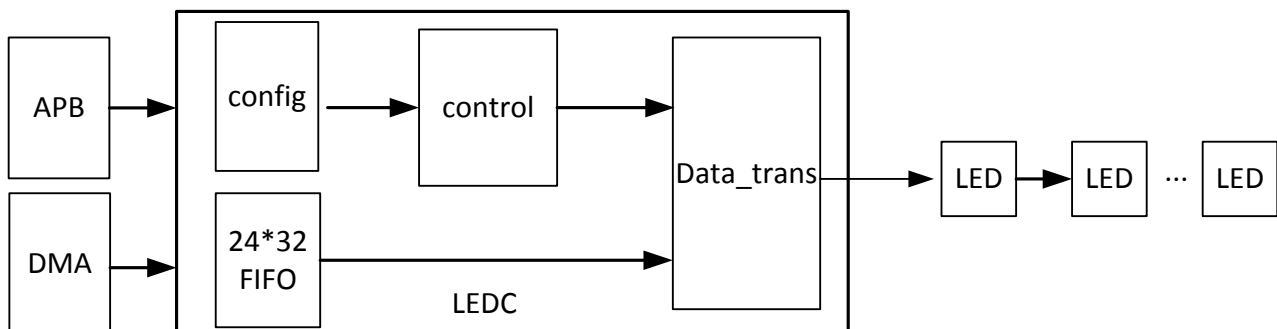 APB
config
control
Data_trans
LED
LED
...
LED
DMA
24*32
FIFO
LEDC